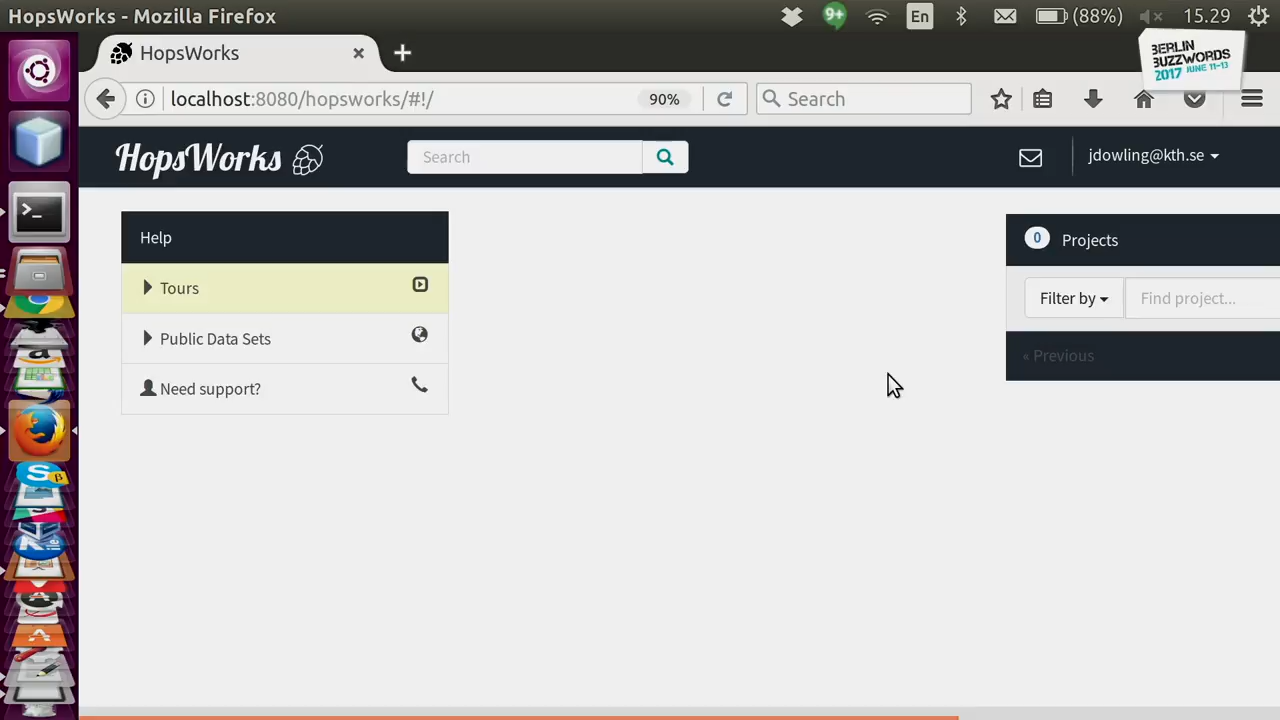 HopsWorks - Mozilla Firefox
9+
En
(88%)
15.29
HopsWorks
BERLIN
BUZZWORDS
2017 JUNE 11-13
localhost:8080/hopsworks/#!/
90%
Search
HopsWorks
Search
jdowling@kth.se
Help
0 Projects
Tours
Filter by
Find project...
Public Data Sets
« Previous
Need support?